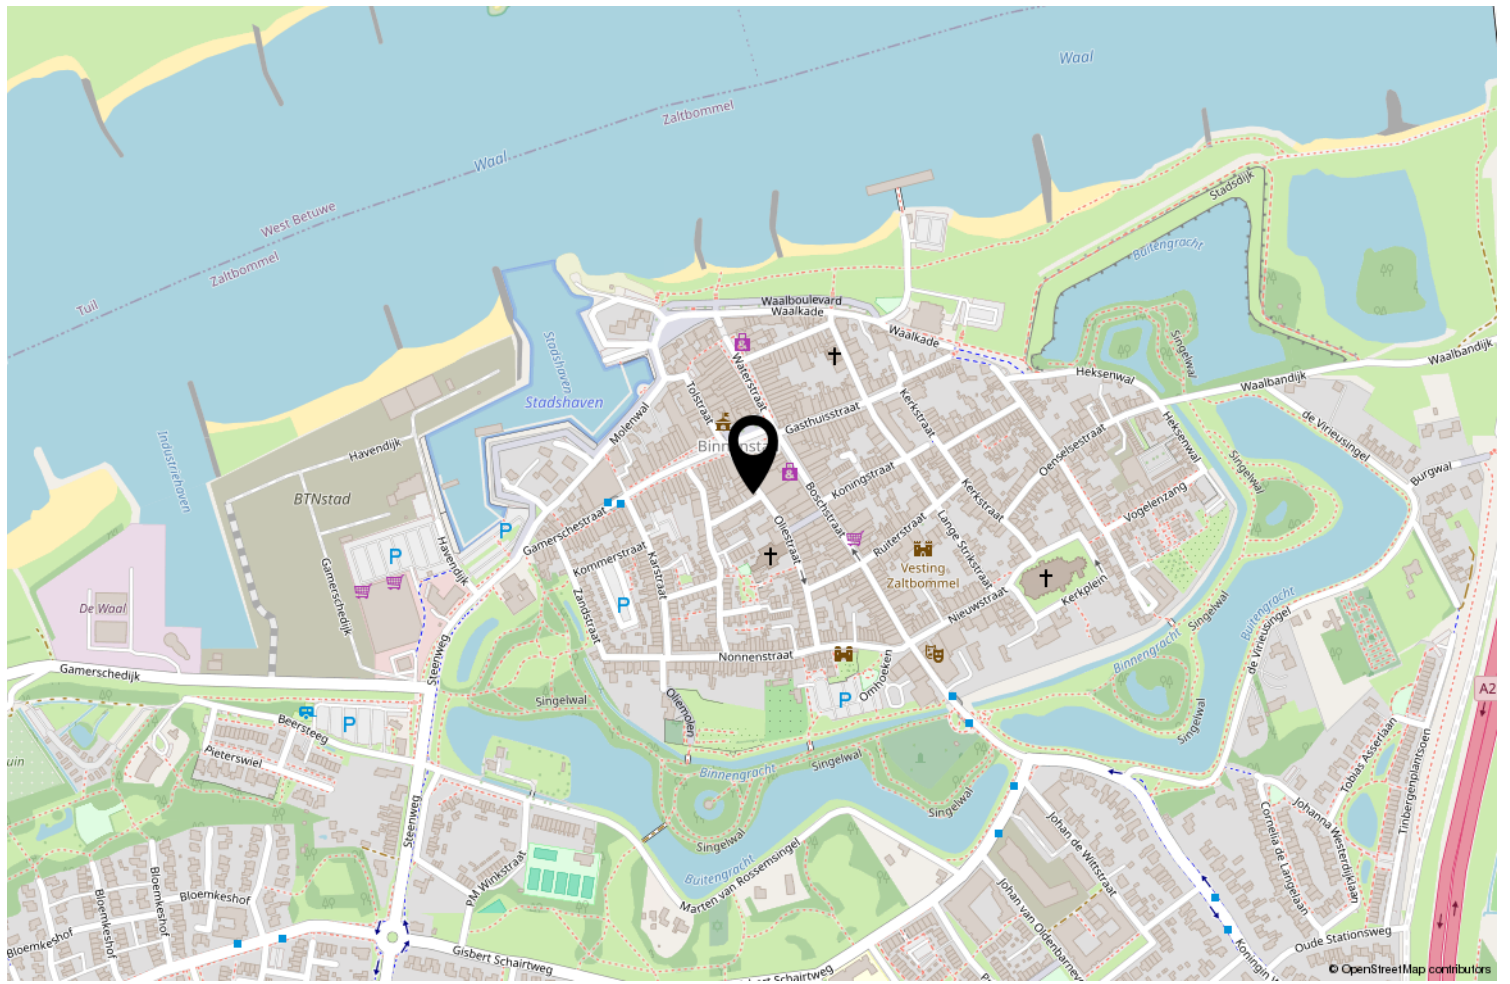 Waal
Zaltbommel
Waal
West Betuwe
Zaltbommel
Tuil
Stadsdijk
Buitengracht
Waalboulevard
Waalkade
Waalkade
Singelwal
Waalbandijk
Waalbandijk
Heksenwal
Heksenwal
de Virieusingel
Burgwal
Stadshaven
Stadshaven
Industriehaven
Havendijk
BTNstad
Molenwal
Tolstraat
Waterstraat
Gasthuisstraat
Kerkstraat
Oenselsestraat
Koningstraat
Kerkstraat
Vogelenzang
Singelwal
Boschstraat
Oliestraat
Ruiterstraat
Lange Strikstraat
Gamerschestraat
Kommerstraat
Karstraat
Zandstraat
Havendijk
Gamerschedijk
De Waal
P
P
P
Vesting
Zaltbommel
Nieuwstraat
Kerkplein
Singelwal
Buitengracht
de Virieusingel
Binnengracht
Steenweg
Gamerschedijk
Nonnenstraat
Omhoeken
P
Oliemolen
Singelwal
Singelwal
A2
Beersteeg
P
Pieterswiel
Binnengracht
Singelwal
Singelwal
Singelwal
Buitengracht
Marten van Rossemsingel
Steenweg
PM Winkstraat
Bloemkeshof
Bloemkeshof
Bloemkeshof
Bloemkeshof
Gisbert Schairtweg
Johan de Wittstraat
Johan van Oldenbarneve
Tobias Asserlaan
Tinbergenplantsoen
Johanna Westerdijklaan
Cornelia de Langelaan
Oude Stationsweg
Koningin
© OpenStreetMap contributors